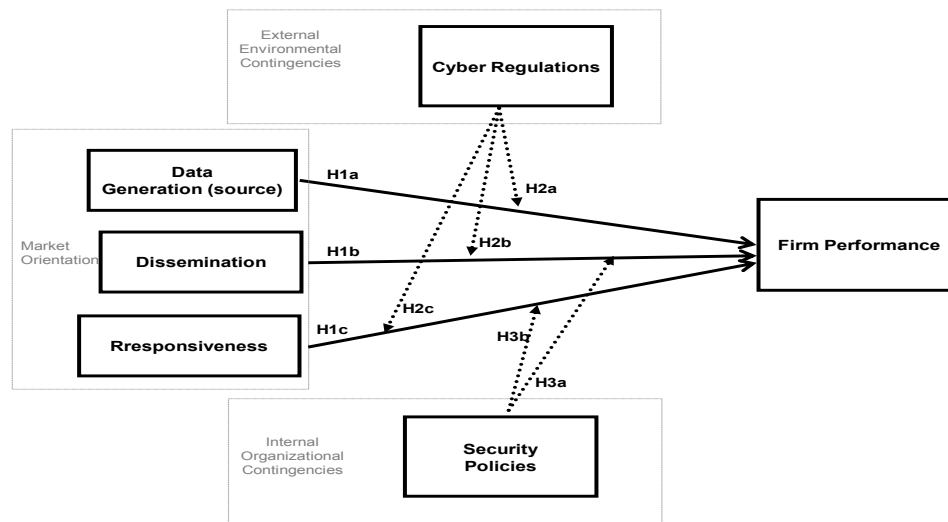 External
Environmental
Contingencies
Cyber Regulations
Data
Generation (source)
H1a
H2a
Market
Orientation
Dissemination
H1b
H2b
Firm Performance
Rresponsiveness
H1c
H2c
H3b
H3a
Internal
Organizational
Contingencies
Security
Policies